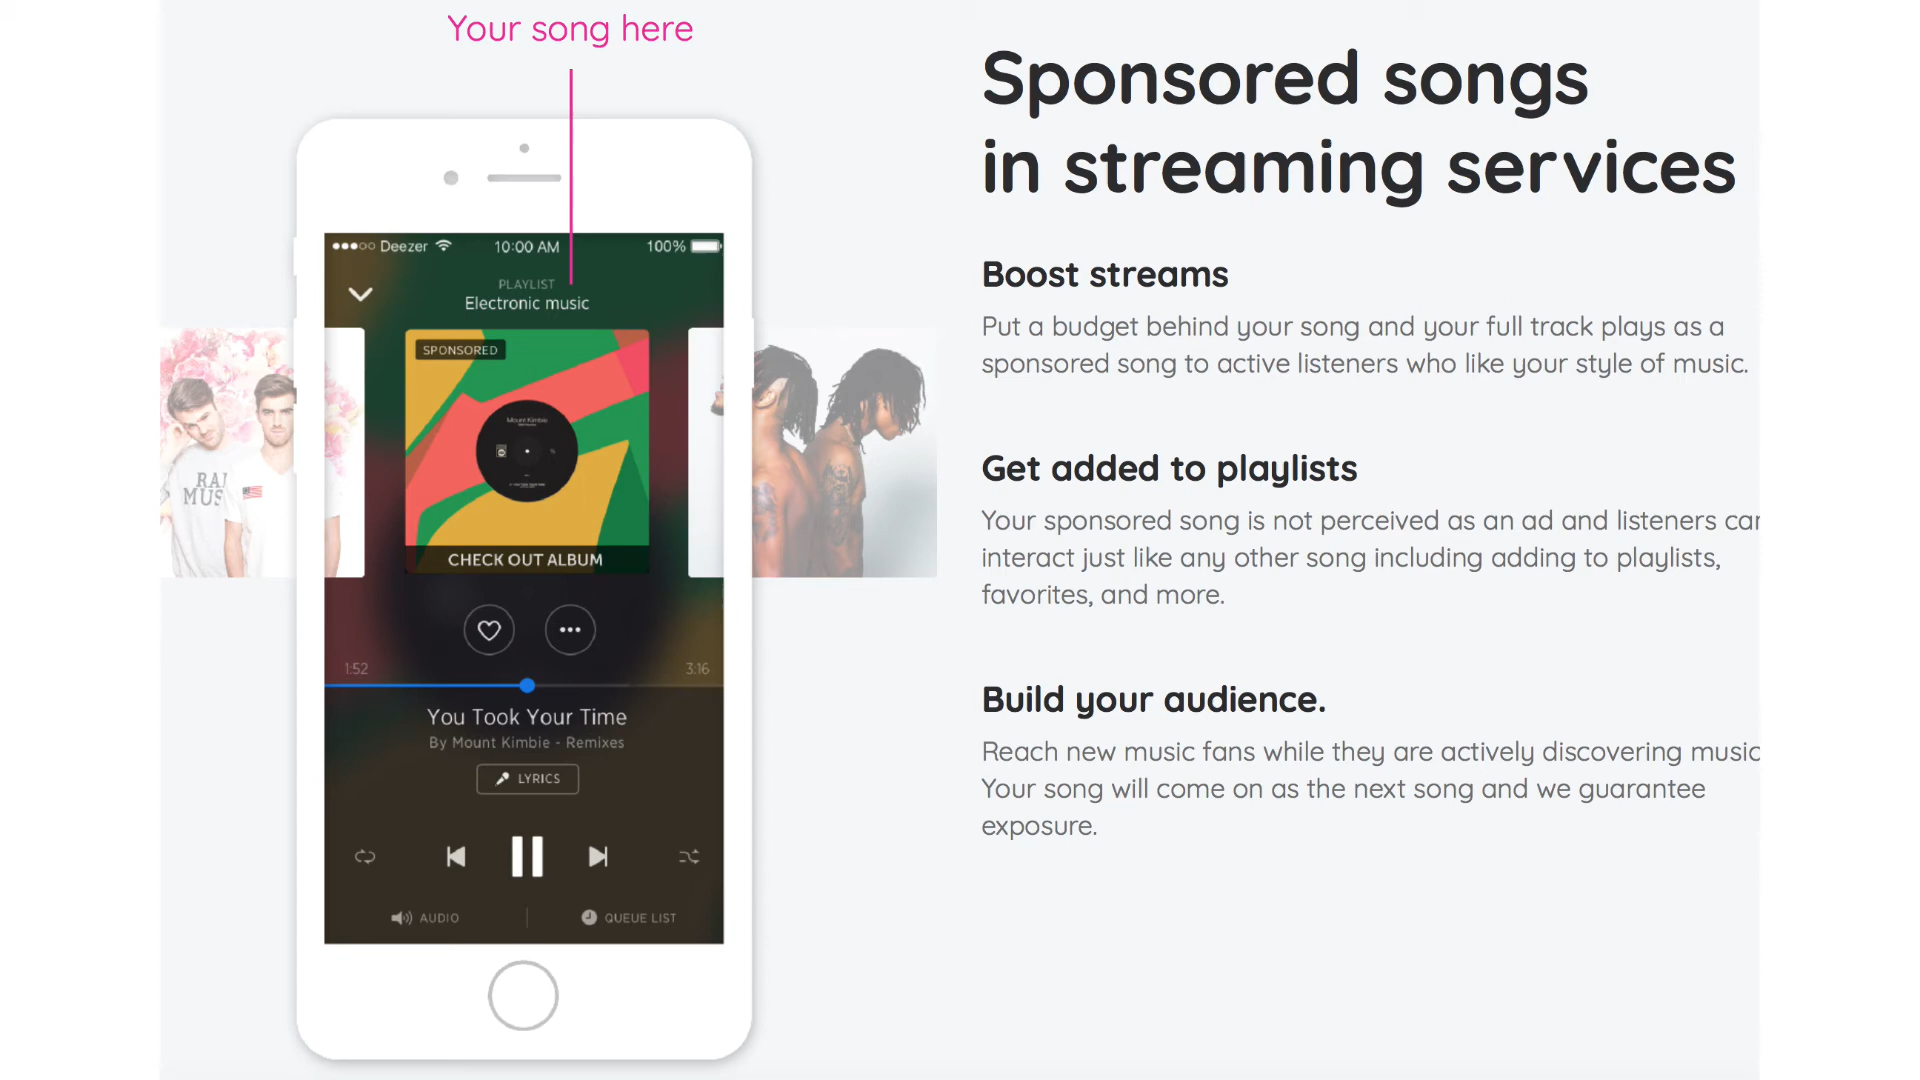 Your song here
Sponsored songs
in streaming services
Deezer
10:00 AM
100%
PLAYLIST
Electronic music
SPONSORED
Mount Kimbie
CHECK OUT ALBUM
1:52
3:16
You Took Your Time
By Mount Kimbie - Remixes
LYRICS
AUDIO
QUEUE LIST
Boost streams
Put a budget behind your song and your full track plays as a
sponsored song to active listeners who like your style of music.
Get added to playlists
Your sponsored song is not perceived as an ad and listeners can
interact just like any other song including adding to playlists,
favorites, and more.
Build your audience.
Reach new music fans while they are actively discovering music
Your song will come on as the next song and we guarantee
exposure.